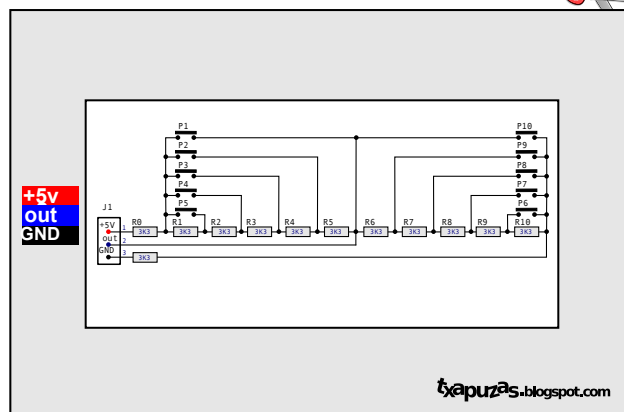 P1 P10
P2 P9
P3 P8
P4 P7
P5 P6
+5v
out
GND
J1
+5V 1 R0 R1 R2 R3 R4 R5 R6 R7 R8 R9 R10
3K3 3K3 3K3 3K3 3K3 3K3 3K3 3K3 3K3 3K3 3K3
out 2
GND 3 3K3
txapuzas.blogspot.com